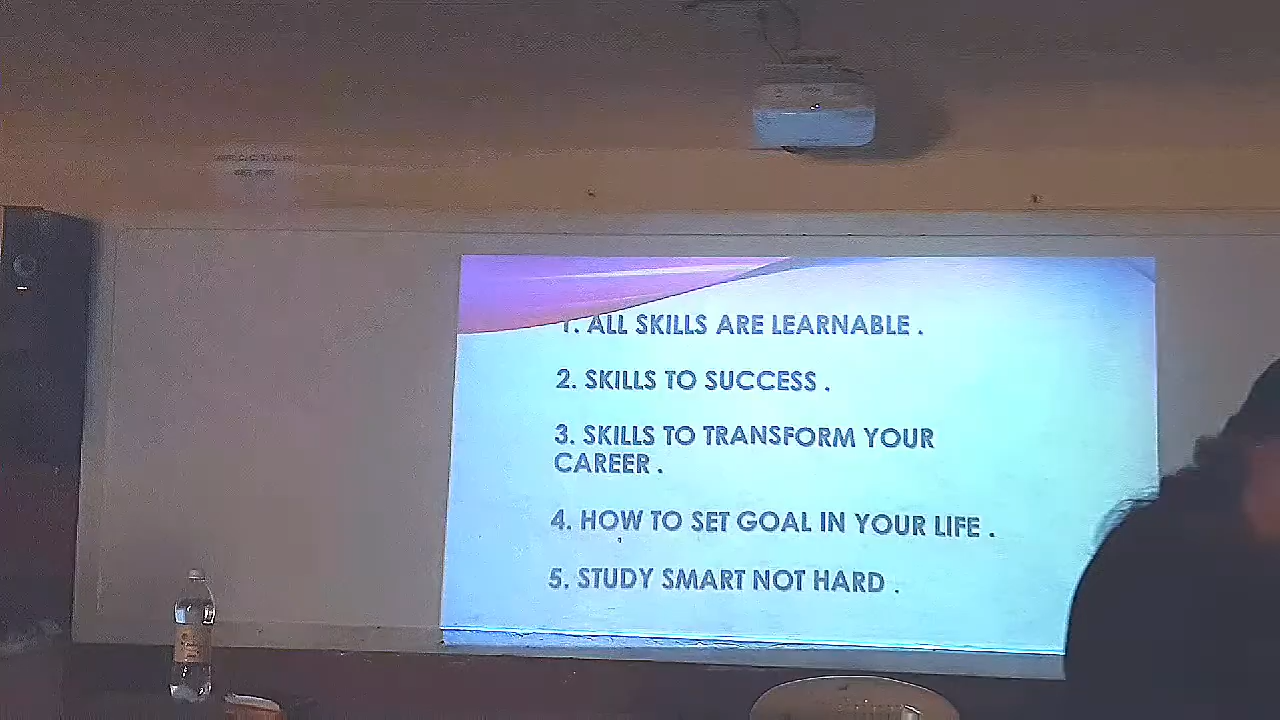 1. ALL SKILLS ARE LEARNABLE .
2. SKILLS TO SUCCESS .
3. SKILLS TO TRANSFORM YOUR
CAREER .
4. HOW TO SET GOAL IN YOUR LIFE .
5. STUDY SMART NOT HARD .